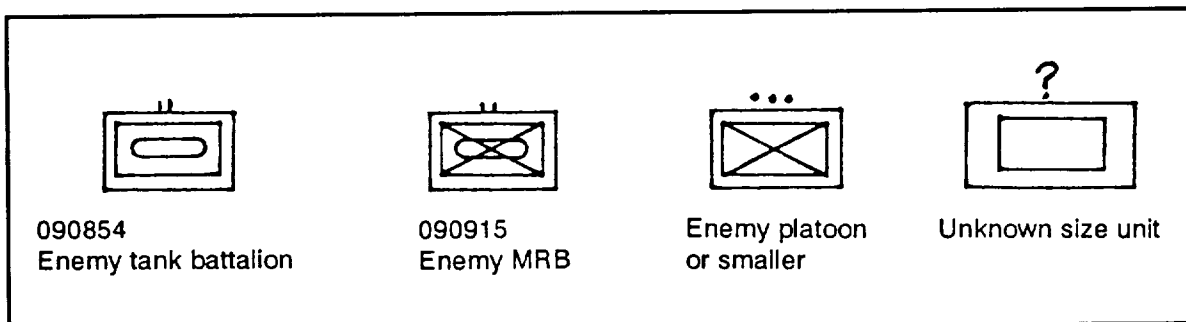 ?
090854
Enemy tank battalion
090915
Enemy MRB
Enemy platoon
or smaller
Unknown size unit